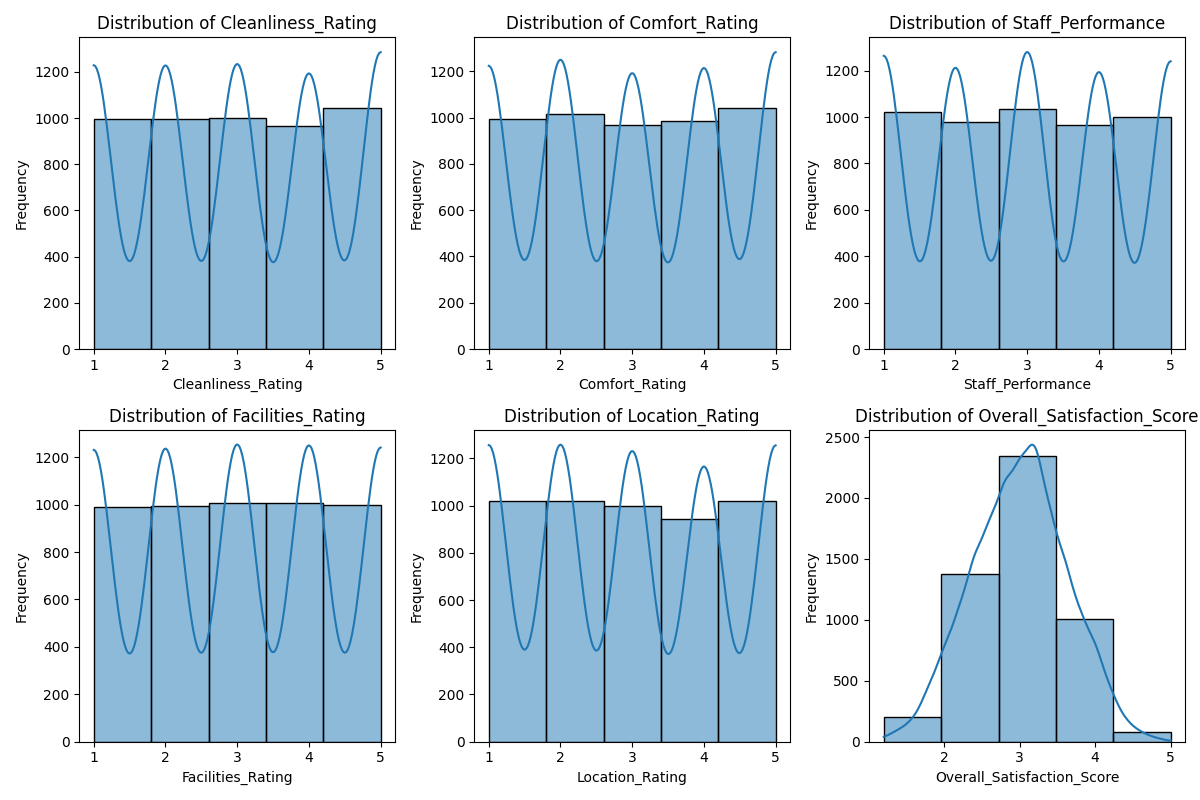 Distribution of Cleanliness_Rating
Distribution of Comfort_Rating
Distribution of Staff_Performance
1200
1000
800
600
400
200
0
Frequency
1 2 3 4 5
Cleanliness_Rating
1200
1000
800
600
400
200
0
Frequency
1 2 3 4 5
Comfort_Rating
1200
1000
800
600
400
200
0
Frequency
1 2 3 4 5
Staff_Performance
Distribution of Facilities_Rating
Distribution of Location_Rating
Distribution of Overall_Satisfaction_Score
1200
1000
800
600
400
200
0
Frequency
1 2 3 4 5
Facilities_Rating
1200
1000
800
600
400
200
0
Frequency
1 2 3 4 5
Location_Rating
2500
2000
1500
1000
500
0
Frequency
2 3 4 5
Overall_Satisfaction_Score